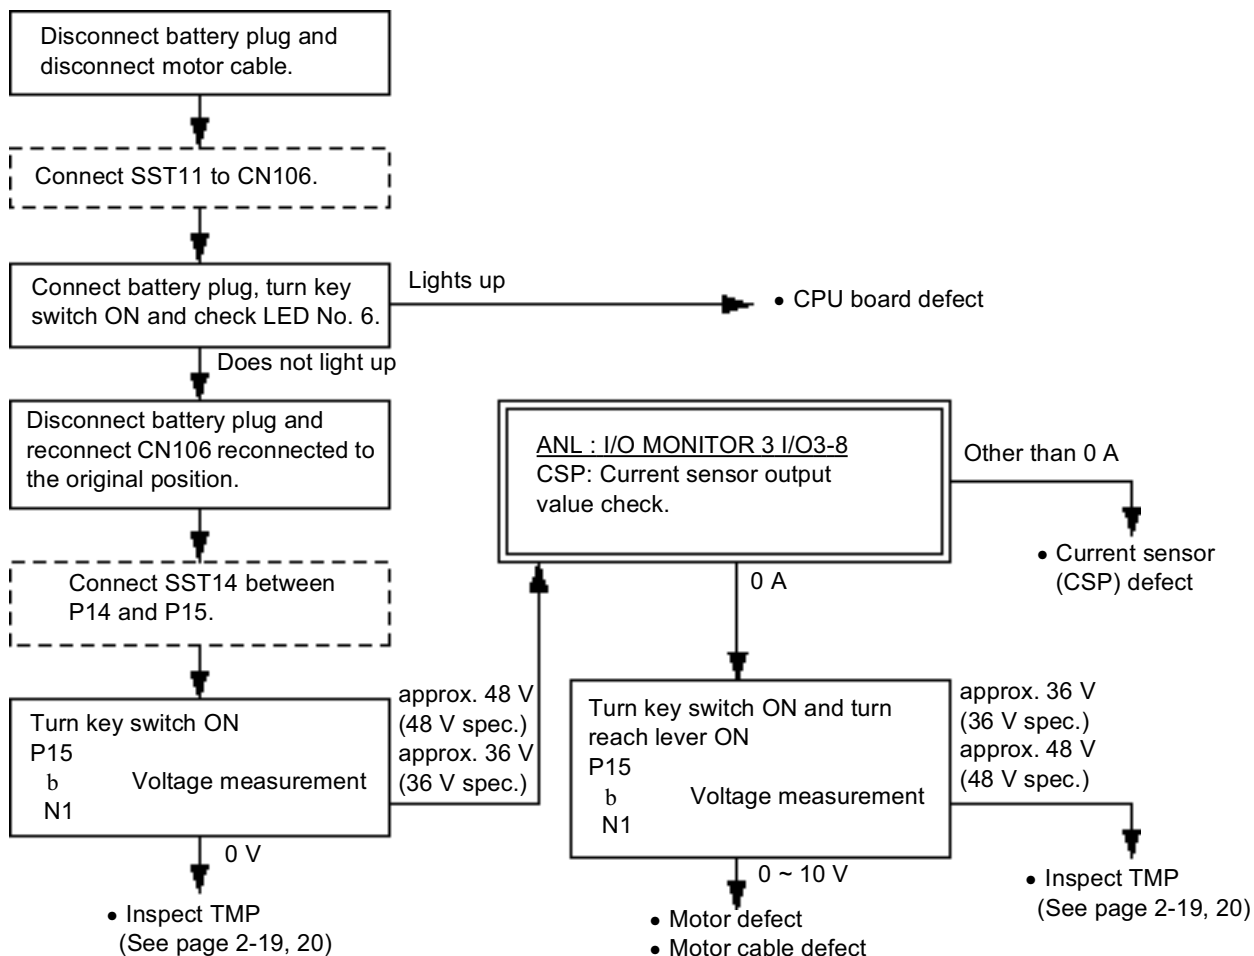 Disconnect battery plug and
disconnect motor cable.
Connect SST11 to CN106.
Connect battery plug, turn key
switch ON and check LED No. 6.
Lights up
• CPU board defect
Does not light up
Disconnect battery plug and
reconnect CN106 reconnected to
the original position.
Connect SST14 between
P14 and P15.
Turn key switch ON
P15
b
Voltage measurement
N1
approx. 48 V
(48 V spec.)
approx. 36 V
(36 V spec.)
0 V
• Inspect TMP
(See page 2-19, 20)
ANL : I/O MONITOR 3 I/O3-8
CSP: Current sensor output
value check.
Other than 0 A
• Current sensor
(CSP) defect
0 A
Turn key switch ON and turn
reach lever ON
P15
b
Voltage measurement
N1
approx. 36 V
(36 V spec.)
approx. 48 V
(48 V spec.)
• Inspect TMP
(See page 2-19, 20)
0 ~ 10 V
• Motor defect
• Motor cable defect